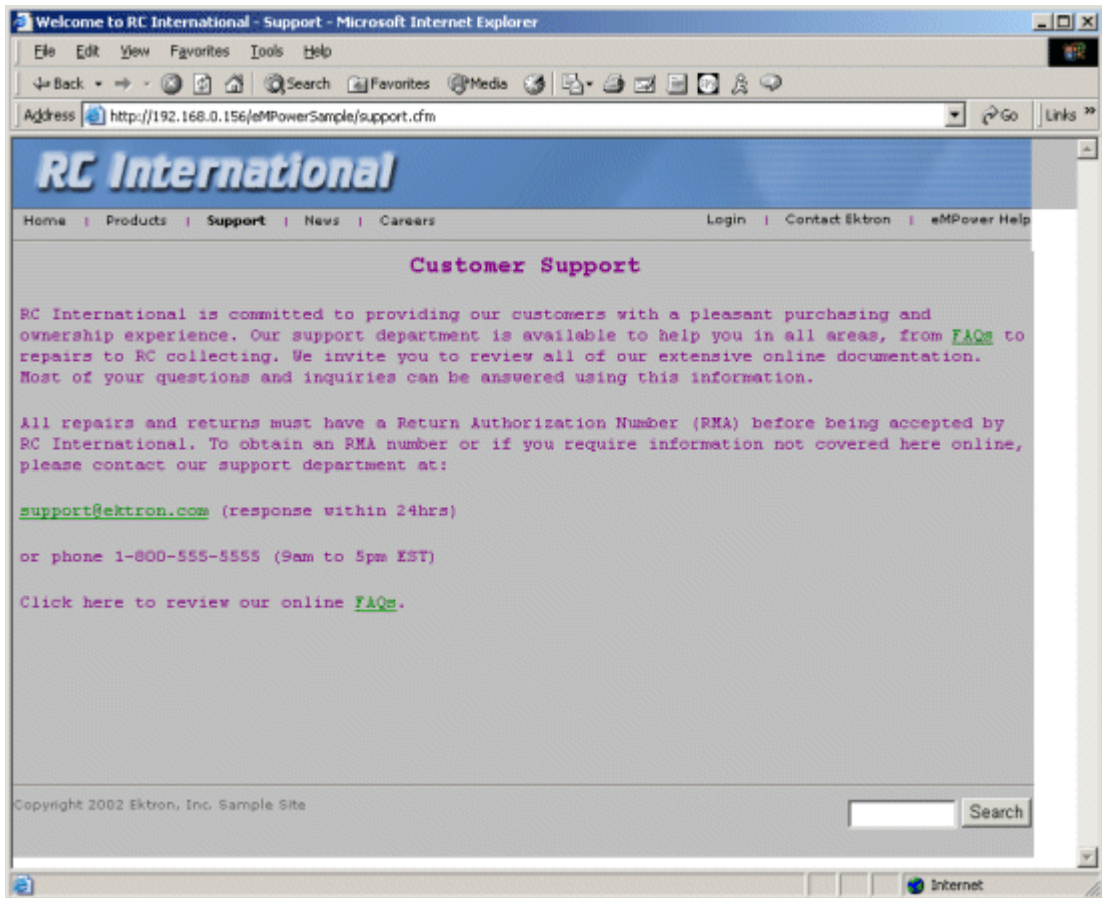 Welcome to RC International - Support - Microsoft Internet Explorer
File Edit View Favorites Tools Help
Back Search Favorites Media
Address http://192.168.0.156/eMPowerSample/support.cfm Go Links »
RC International
Home | Products | Support | News | Careers Login | Contact Ektron | eMPower Help
Customer Support
RC International is committed to providing our customers with a pleasant purchasing and
ownership experience. Our support department is available to help you in all areas, from FAQs to
repairs to RC collecting. We invite you to review all of our extensive online documentation.
Most of your questions and inquiries can be answered using this information.
All repairs and returns must have a Return Authorization Number (RMA) before being accepted by
RC International. To obtain an RMA number or if you require information not covered here online,
please contact our support department at:
support@ektron.com (response within 24hrs)
or phone 1-800-555-5555 (9am to 5pm EST)
Click here to review our online FAQs.
Copyright 2002 Ektron, Inc. Sample Site
Search
Internet